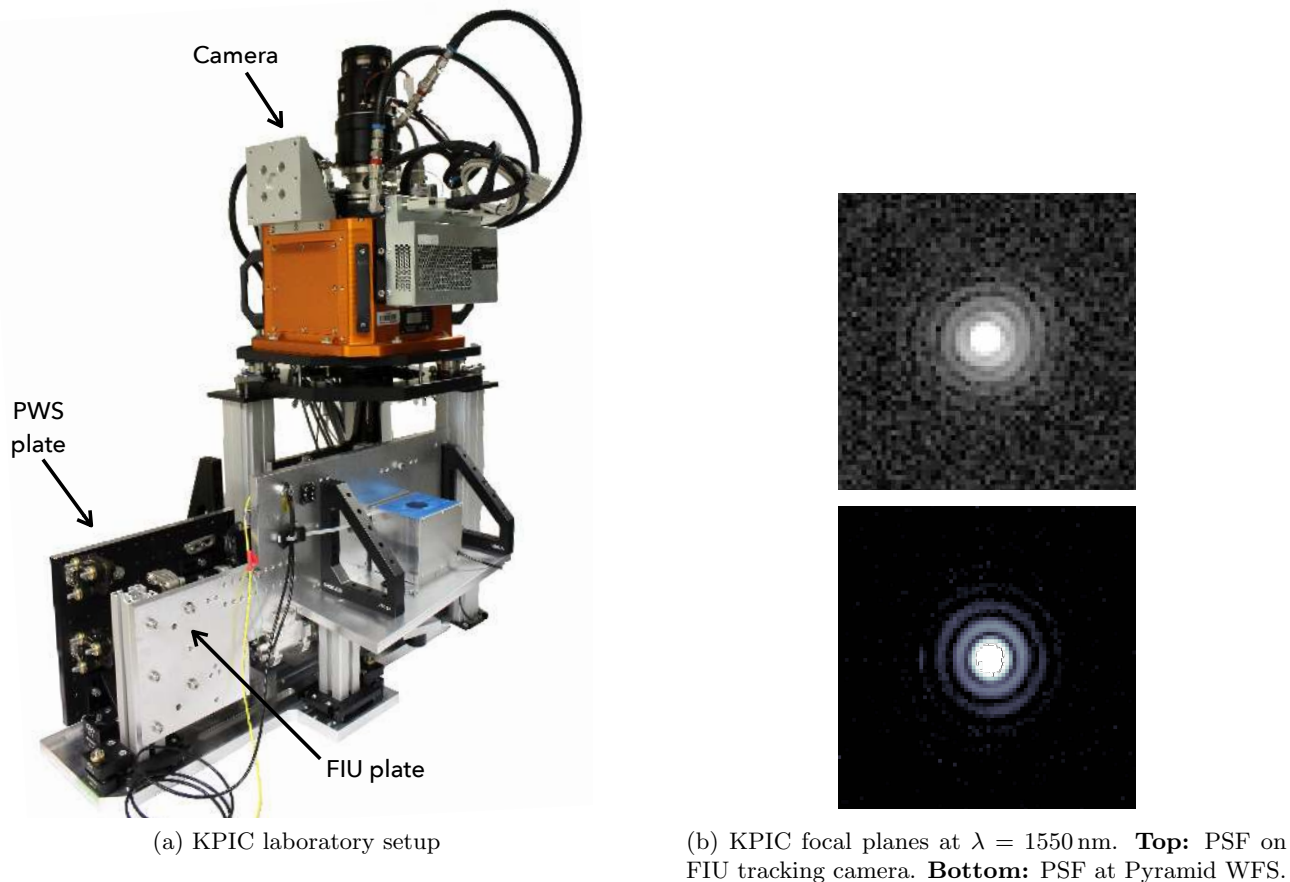 Camera
PWS
plate
FIU plate
(a) KPIC laboratory setup
(b) KPIC focal planes at λ = 1550 nm. Top: PSF on
FIU tracking camera. Bottom: PSF at Pyramid WFS.